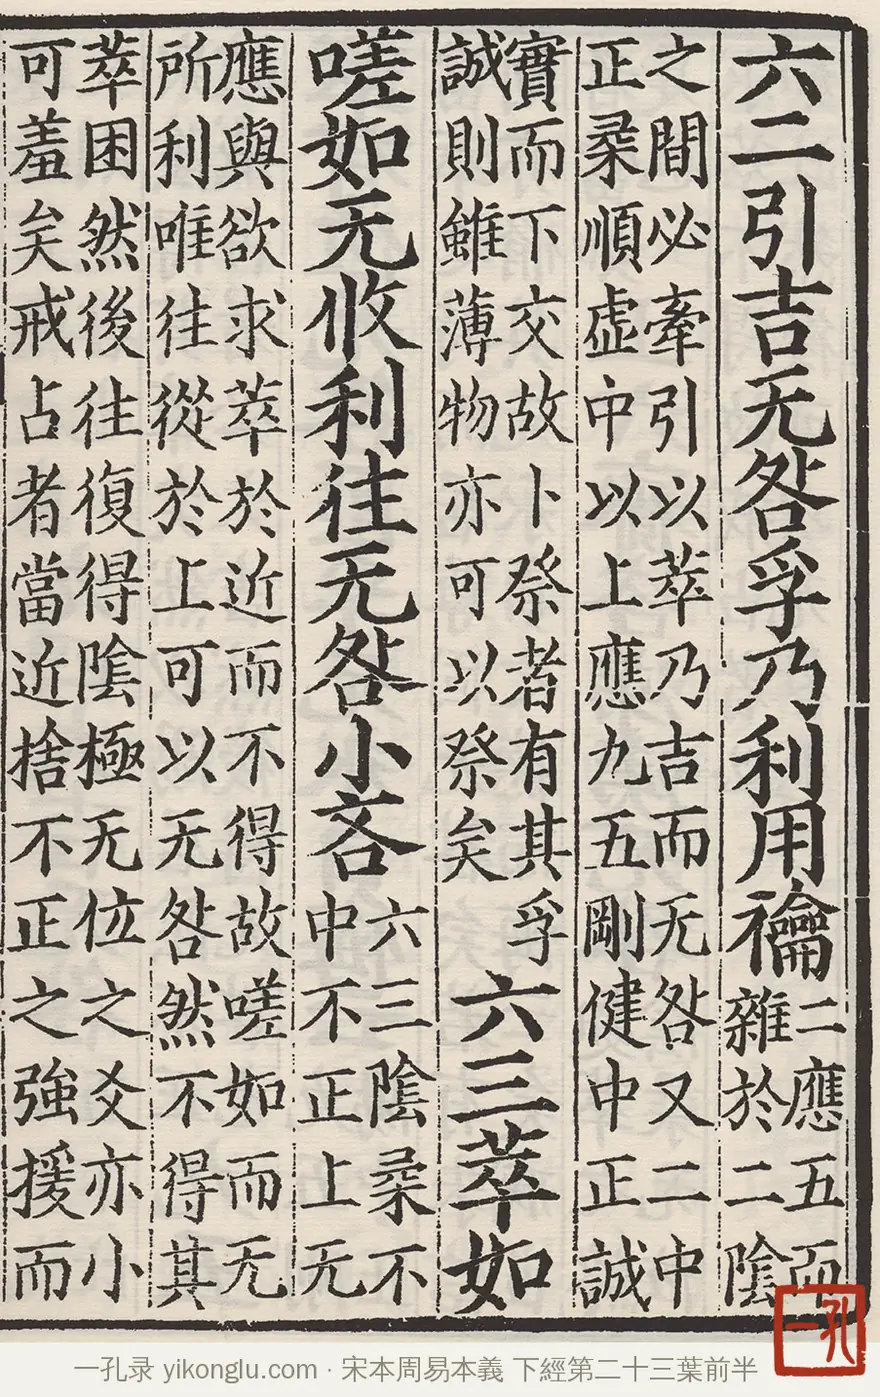 六二引吉无咎孚乃利用禴
二應五而
雜於二陰
之間必牽引以萃乃吉而无咎又二中
正柔順虚中以上應九五剛健中正誠
實而下交故卜祭者有其孚
誠則雖薄物亦可以祭矣
六三萃如
嗟如无攸利往无咎小吝
六三陰柔不
中不正上无
應與欲求萃於近而不得故嗟如而无
所利唯往從於上可以无咎然不得其
萃困然後往復得陰極无位之爻亦小
可羞矣戒占者當近捨不正之強援而
一孔
一孔录 yikonglu.com · 宋本周易本義 下經第二十三葉前半